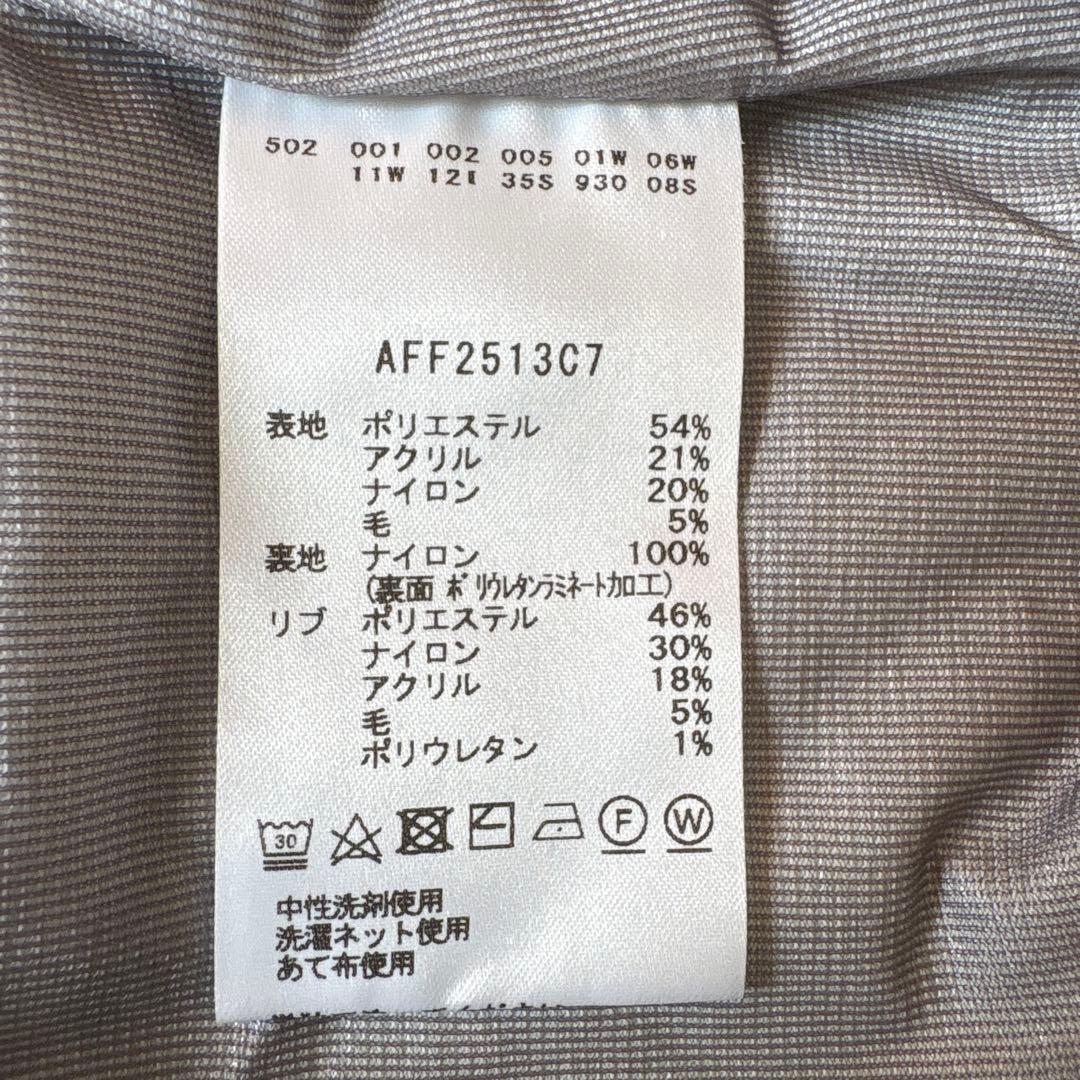 502 001 002 005 01W 06W
11W 12I 35S 930 08S
AFF2513C7
表地 ポリエステル 54%
アクリル 21%
ナイロン 20%
毛 5%
裏地 ナイロン 100%
(裏面 ポリウレタンラミネート加工)
リブ ポリエステル 46%
ナイロン 30%
アクリル 18%
毛 5%
ポリウレタン 1%
30 F W
中性洗剤使用
洗濯ネット使用
あて布使用